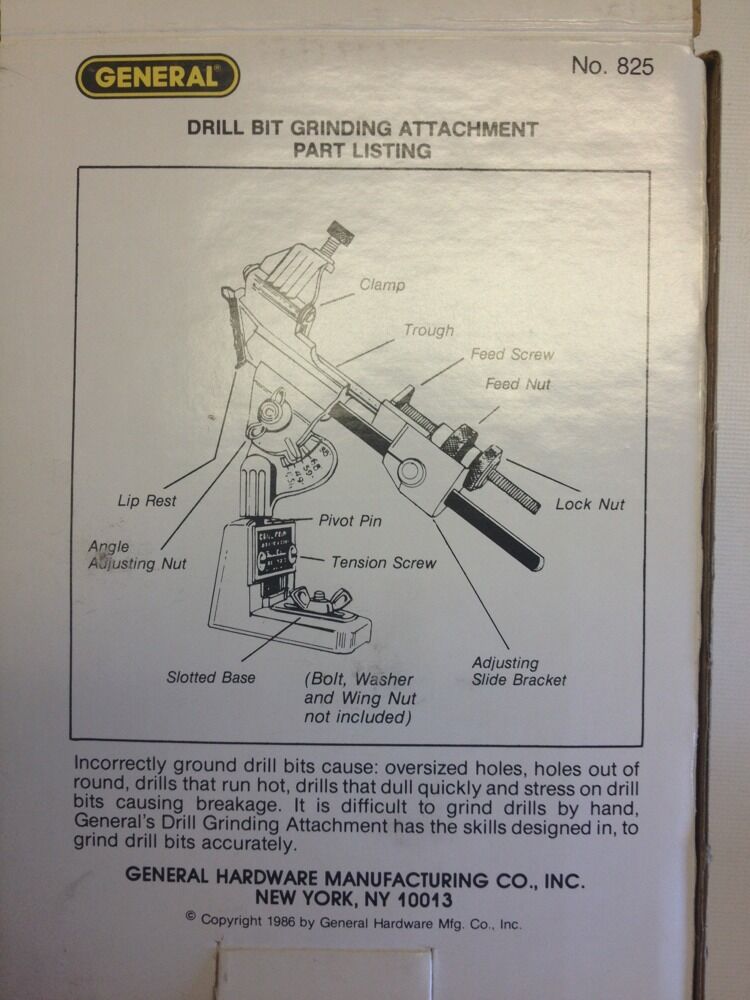 GENERAL®
No. 825
DRILL BIT GRINDING ATTACHMENT
PART LISTING
Clamp
Trough
Feed Screw
Feed Nut
Lip Rest
Lock Nut
Pivot Pin
Angle
Adjusting Nut
Tension Screw
Slotted Base
(Bolt, Washer
and Wing Nut
not included)
Adjusting
Slide Bracket
Incorrectly ground drill bits cause: oversized holes, holes out of
round, drills that run hot, drills that dull quickly and stress on drill
bits causing breakage. It is difficult to grind drills by hand,
General's Drill Grinding Attachment has the skills designed in, to
grind drill bits accurately.
GENERAL HARDWARE MANUFACTURING CO., INC.
NEW YORK, NY 10013
© Copyright 1986 by General Hardware Mfg. Co., Inc.